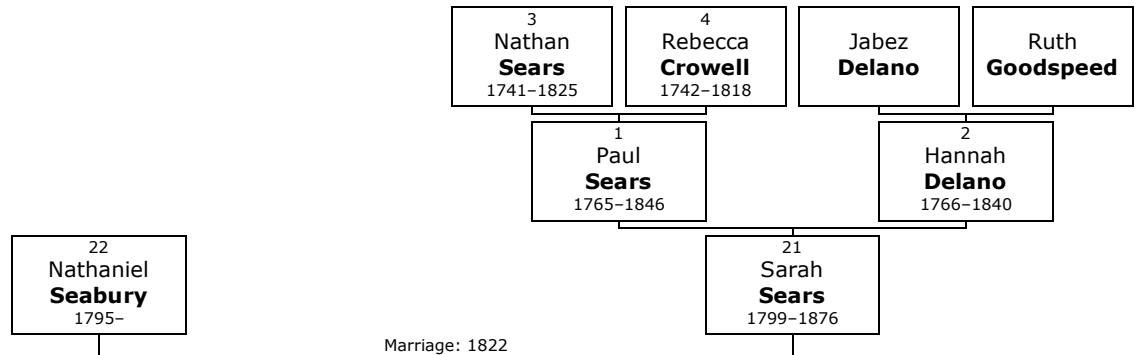 3
Nathan
Sears
1741–1825
4
Rebecca
Crowell
1742–1818
Jabez
Delano
Ruth
Goodspeed
1
Paul
Sears
1765–1846
2
Hannah
Delano
1766–1840
22
Nathaniel
Seabury
1795–
21
Sarah
Sears
1799–1876
Marriage: 1822